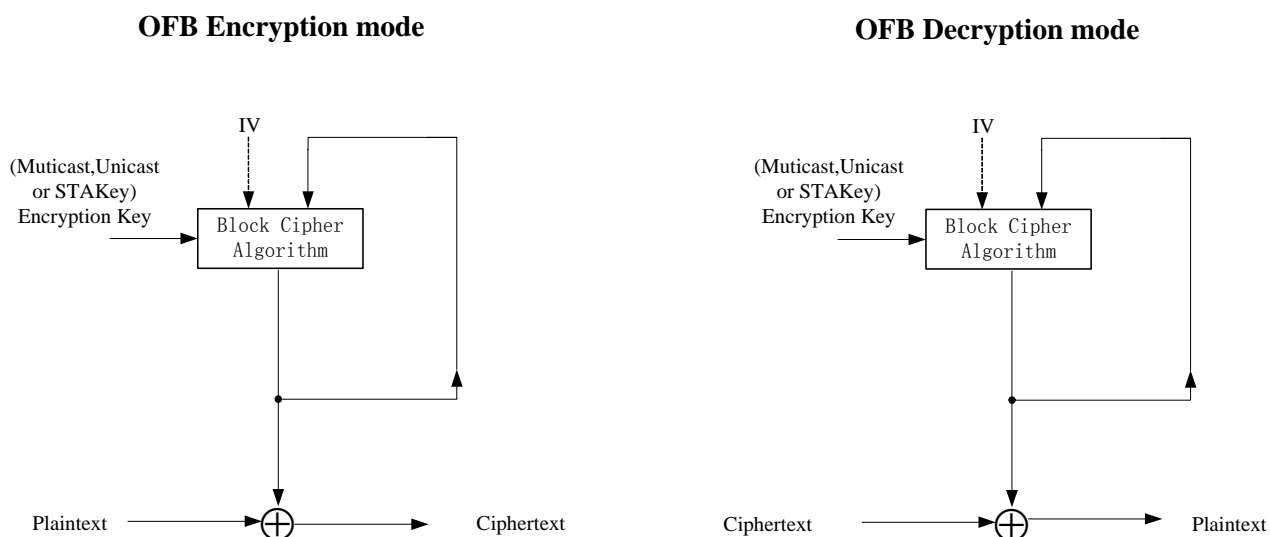 OFB Encryption mode
OFB Decryption mode
IV
(Muticast,Unicast
or STAKey)
Encryption Key
Block Cipher
Algorithm
Plaintext
Ciphertext
IV
(Muticast,Unicast
or STAKey)
Encryption Key
Block Cipher
Algorithm
Ciphertext
Plaintext